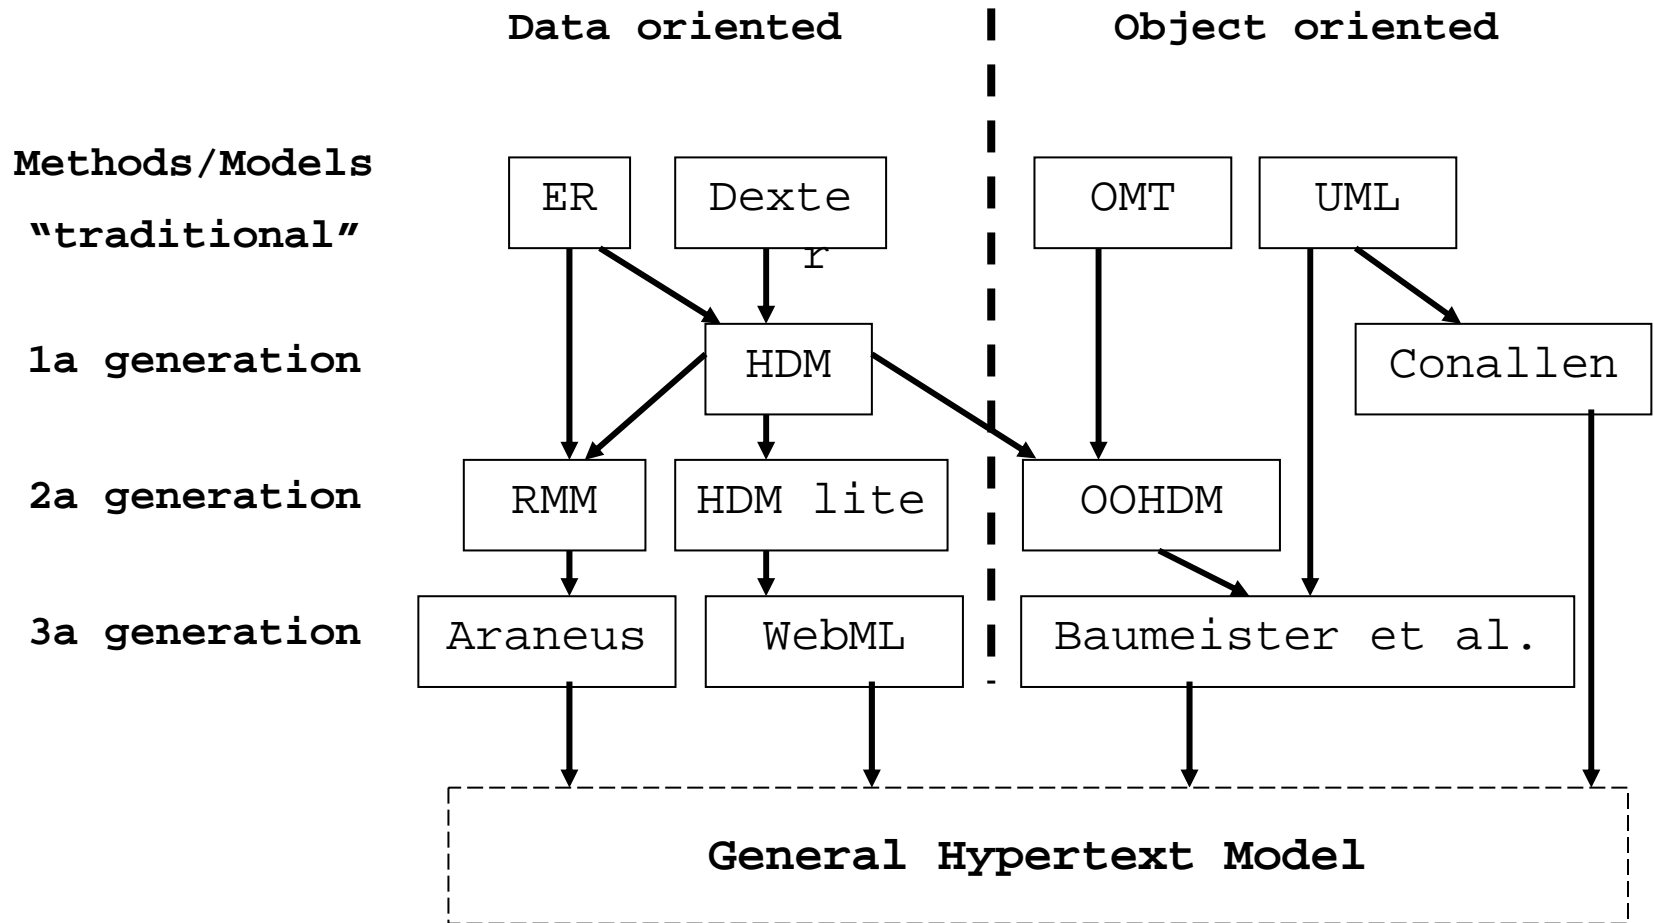 Data oriented
Object oriented
Methods/Models
“traditional”
ER
Dexte
r
OMT
UML
1a generation
HDM
Conallen
2a generation
RMM
HDM lite
OOHDM
3a generation
Araneus
WebML
Baumeister et al.
General Hypertext Model